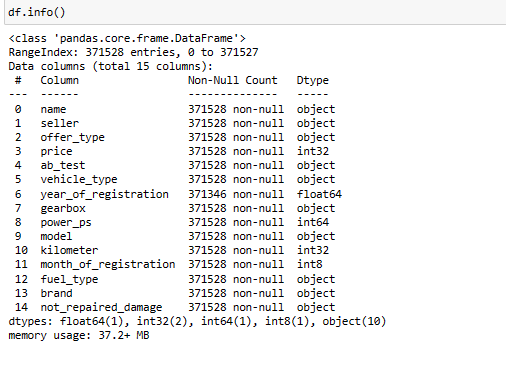 df.info()
<class 'pandas.core.frame.DataFrame'>
RangeIndex: 371528 entries, 0 to 371527
Data columns (total 15 columns):
 #   Column                 Non-Null Count   Dtype
---  ------                 --------------   -----
 0   name                   371528 non-null  object
 1   seller                 371528 non-null  object
 2   offer_type             371528 non-null  object
 3   price                  371528 non-null  int32
 4   ab_test                371528 non-null  object
 5   vehicle_type           371528 non-null  object
 6   year_of_registration   371346 non-null  float64
 7   gearbox                371528 non-null  object
 8   power_ps               371528 non-null  int64
 9   model                  371528 non-null  object
 10  kilometer              371528 non-null  int32
 11  month_of_registration  371528 non-null  int8
 12  fuel_type              371528 non-null  object
 13  brand                  371528 non-null  object
 14  not_repaired_damage    371528 non-null  object
dtypes: float64(1), int32(2), int64(1), int8(1), object(10)
memory usage: 37.2+ MB